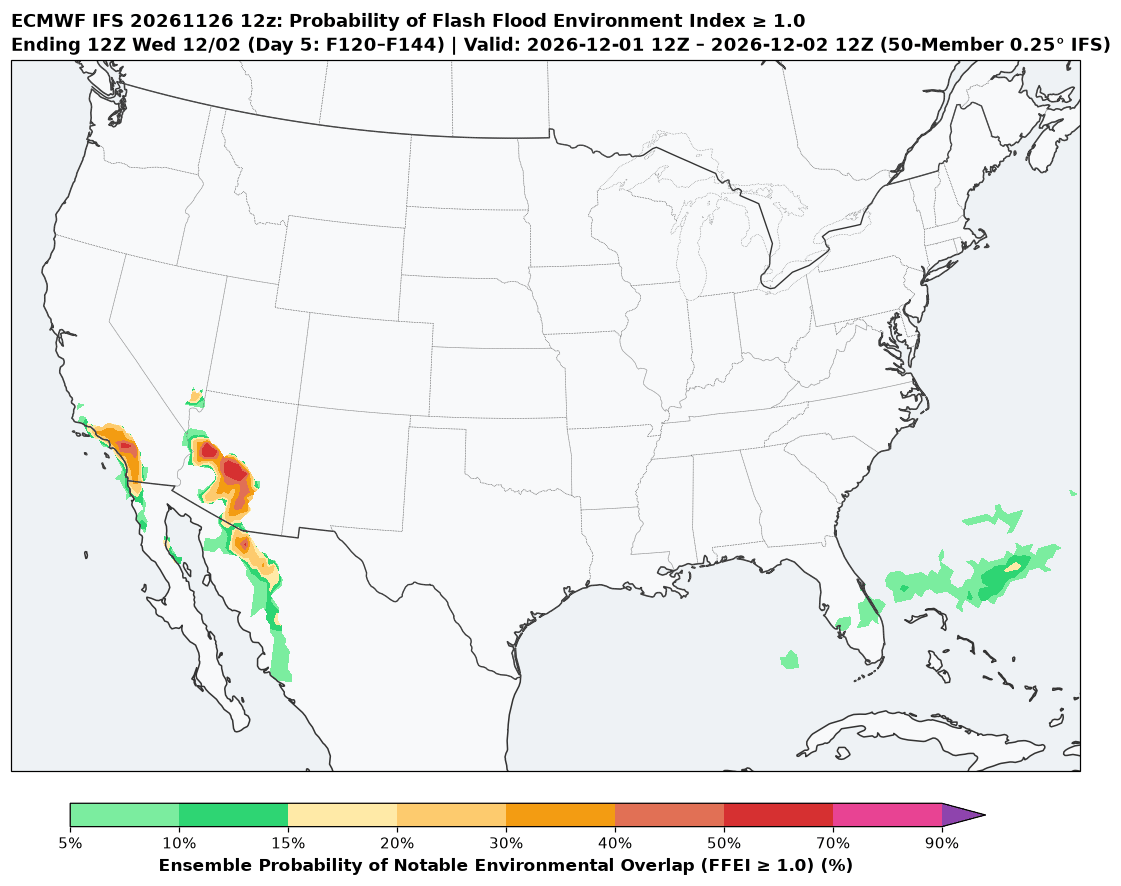 ECMWF IFS 20261126 12z: Probability of Flash Flood Environment Index ≥ 1.0
Ending 12Z Wed 12/02 (Day 5: F120–F144) | Valid: 2026-12-01 12Z – 2026-12-02 12Z (50-Member 0.25° IFS)
5% 10% 15% 20% 30% 40% 50% 70% 90%
Ensemble Probability of Notable Environmental Overlap (FFEI ≥ 1.0) (%)